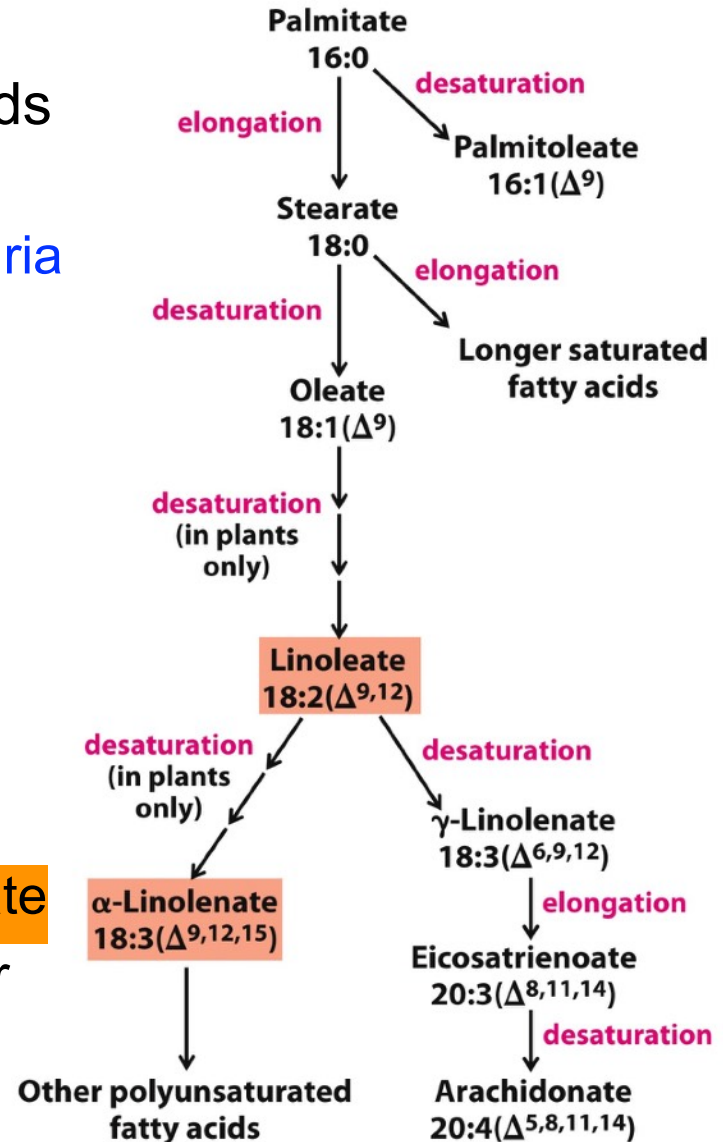 Palmitate
16:0
desaturation
ds
elongation
Palmitoleate
16:1(Δ⁹)
Stearate
18:0
ria
elongation
desaturation
Longer saturated
fatty acids
Oleate
18:1(Δ⁹)
desaturation
(in plants
only)
Linoleate
18:2(Δ⁹,¹²)
desaturation
(in plants
only)
desaturation
γ-Linolenate
18:3(Δ⁶,⁹,¹²)
te
α-Linolenate
18:3(Δ⁹,¹²,¹⁵)
elongation
r
Eicosatrienoate
20:3(Δ⁸,¹¹,¹⁴)
desaturation
Other polyunsaturated
fatty acids
Arachidonate
20:4(Δ⁵,⁸,¹¹,¹⁴)